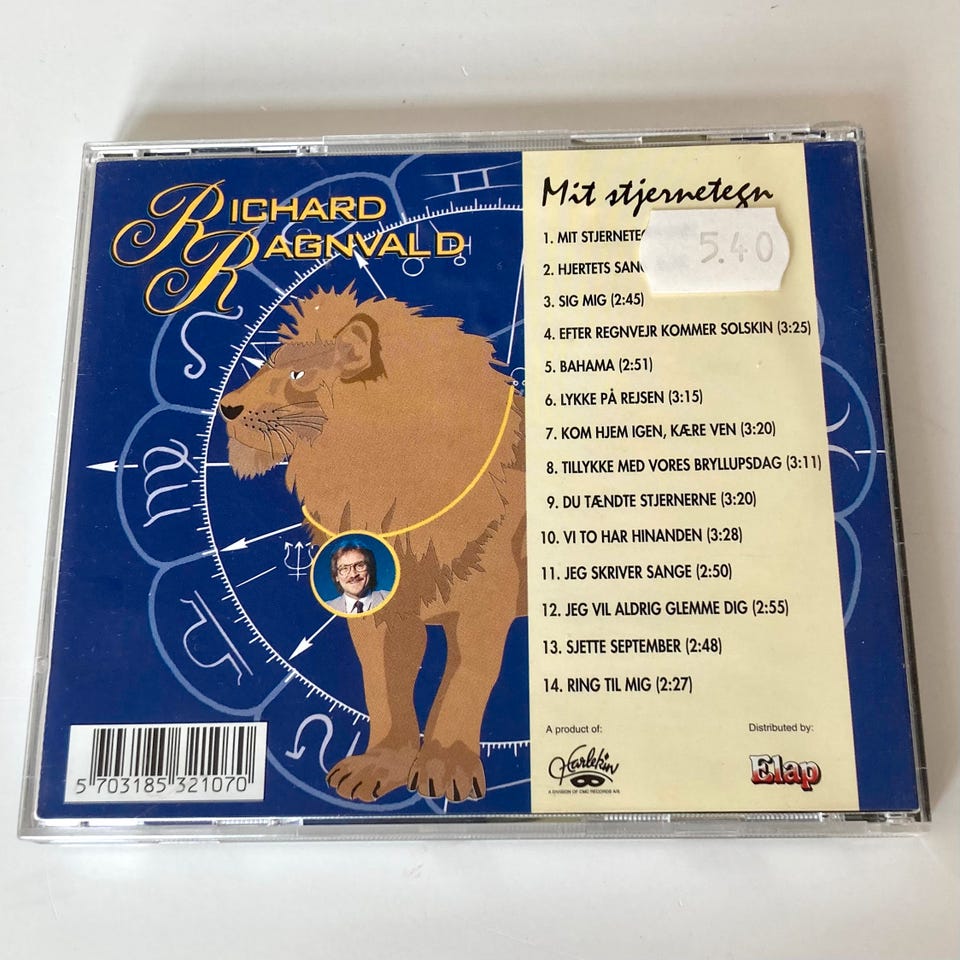 RICHARD
RAGNVALD
Mit stjernetegn
5.40
1. MIT
2. HJERTETS
3. SIG MIG (2:45)
4. EFTER REGNVEJR KOMMER SOLSKIN (3:25)
5. BAHAMA (2:51)
6. LYKKE PÅ REJSEN (3:15)
7. KOM HJEM IGEN, KÆRE VEN (3:20)
8. TILLYKKE MED VORES BRYLLUPSDAG (3:11)
9. DU TÆNDTE STJERNERNE (3:20)
10. VI TO HAR HINANDEN (3:28)
11. JEG SKRIVER SANGE (2:50)
12. JEG VIL ALDRIG GLEMME DIG (2:55)
13. SJETTE SEPTEMBER (2:48)
14. RING TIL MIG (2:27)
A product of:
Harlekin
A DIVISION OF CMC RECORDS A/S
Distributed by:
Elap
5 703185 321070